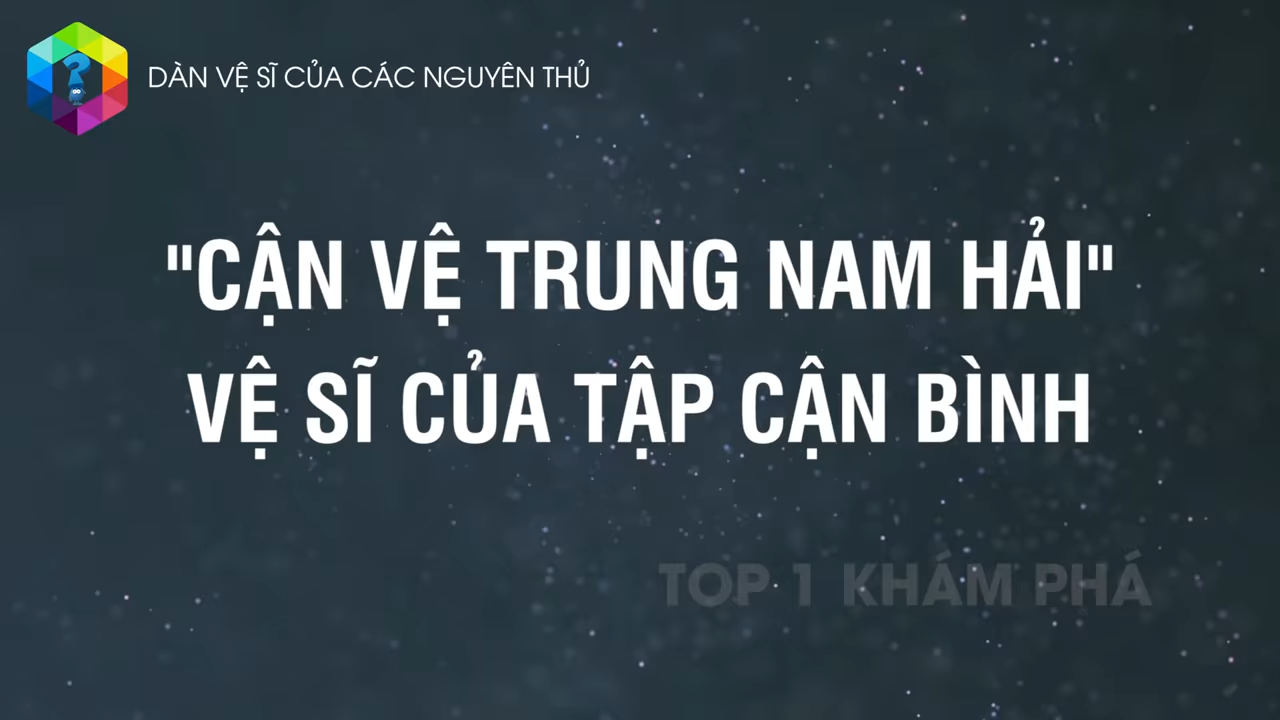 DÀN VỆ SĨ CỦA CÁC NGUYÊN THỦ
"CẬN VỆ TRUNG NAM HẢI"
VỆ SĨ CỦA TẬP CẬN BÌNH
TOP 1 KHÁM PHÁ